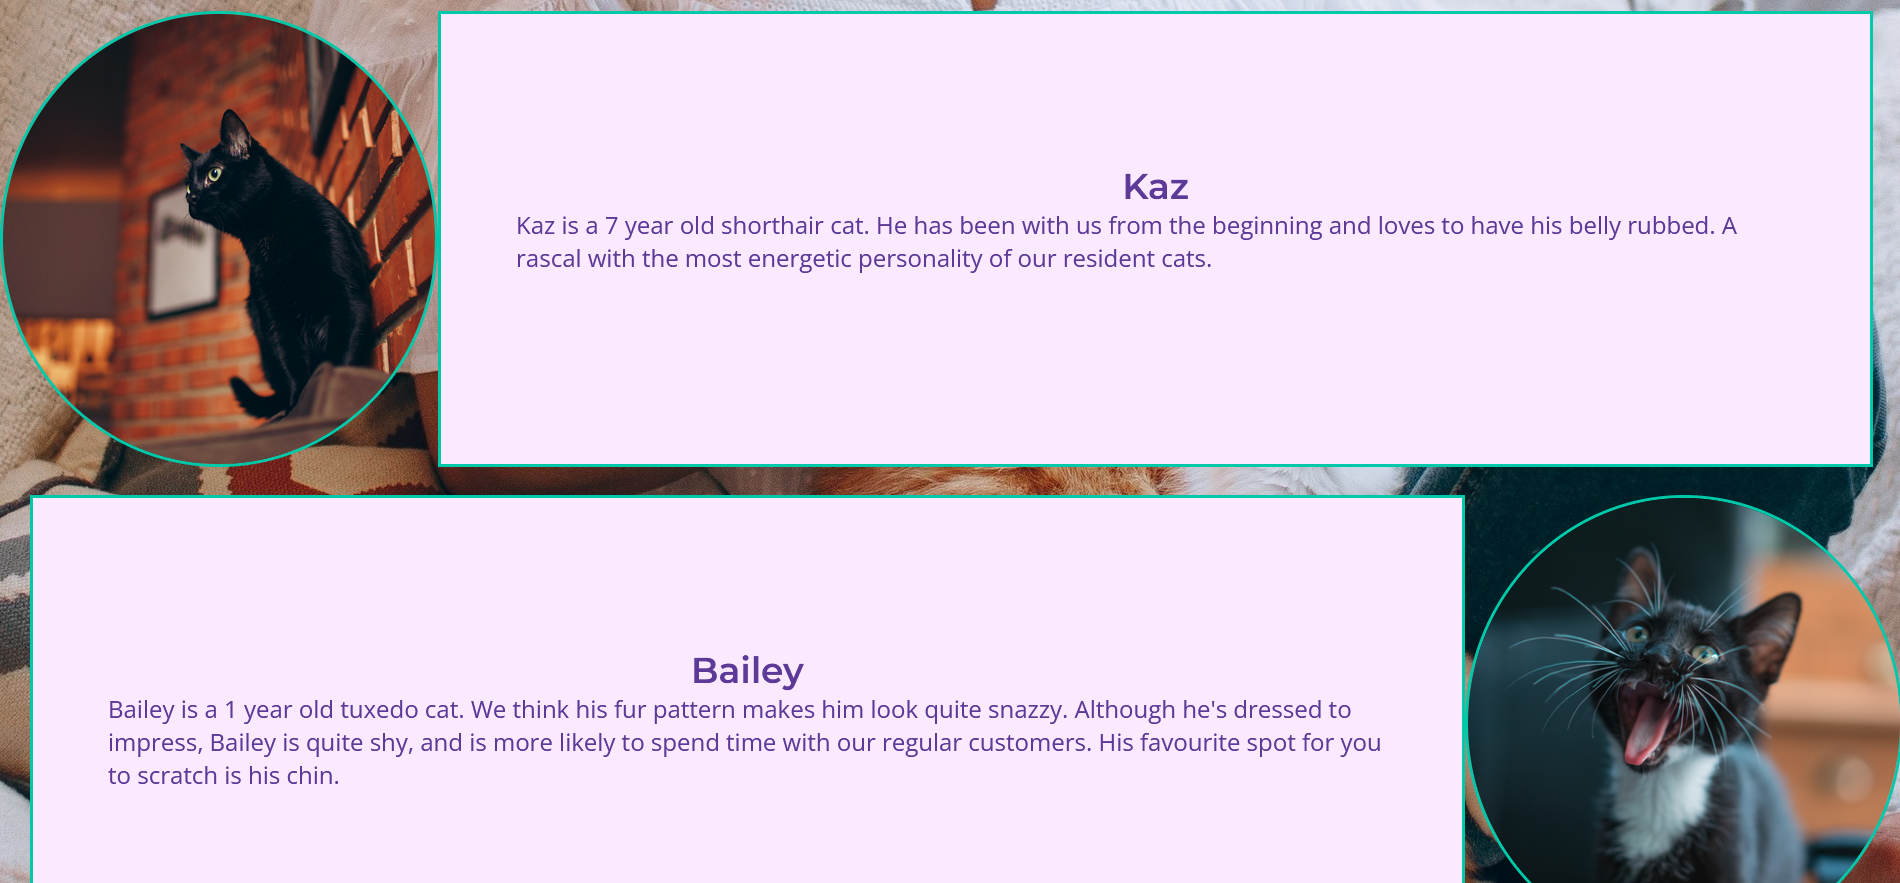 Kaz
Kaz is a 7 year old shorthair cat. He has been with us from the beginning and loves to have his belly rubbed. A
rascal with the most energetic personality of our resident cats.
Bailey
Bailey is a 1 year old tuxedo cat. We think his fur pattern makes him look quite snazzy. Although he's dressed to
impress, Bailey is quite shy, and is more likely to spend time with our regular customers. His favourite spot for you
to scratch is his chin.